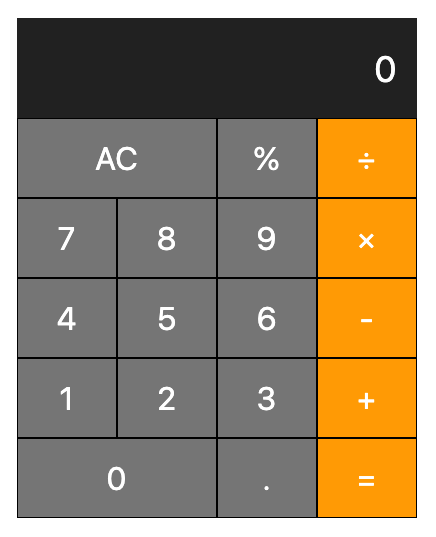 0
AC % ÷
7 8 9 ×
4 5 6 -
1 2 3 +
0 . =